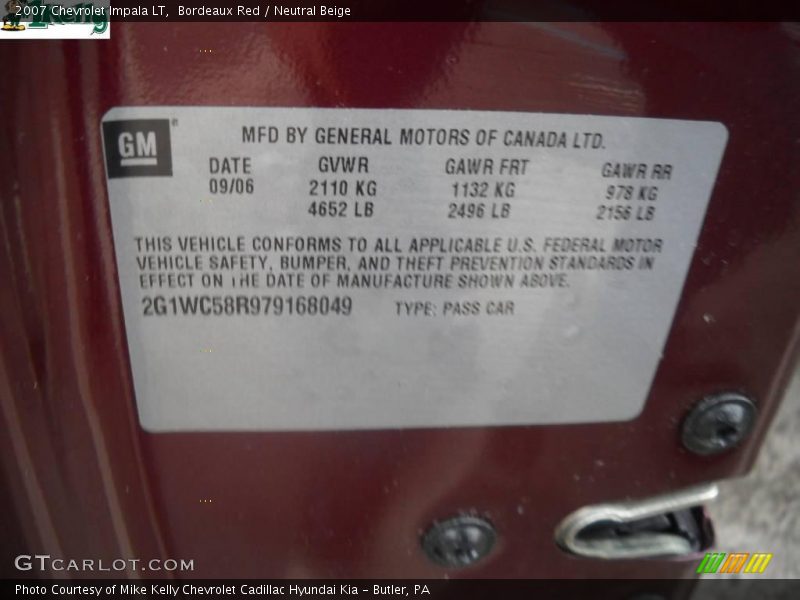 2007 Chevrolet Impala LT, Bordeaux Red / Neutral Beige
GM
MFD BY GENERAL MOTORS OF CANADA LTD.
DATE GVWR GAWR FRT GAWR RR
09/06 2110 KG 1132 KG 978 KG
4652 LB 2496 LB 2156 LB
THIS VEHICLE CONFORMS TO ALL APPLICABLE U.S. FEDERAL MOTOR
VEHICLE SAFETY, BUMPER, AND THEFT PREVENTION STANDARDS IN
EFFECT ON THE DATE OF MANUFACTURE SHOWN ABOVE.
2G1WC58R979168049 TYPE: PASS CAR
GTCARLOT.COM
Photo Courtesy of Mike Kelly Chevrolet Cadillac Hyundai Kia - Butler, PA